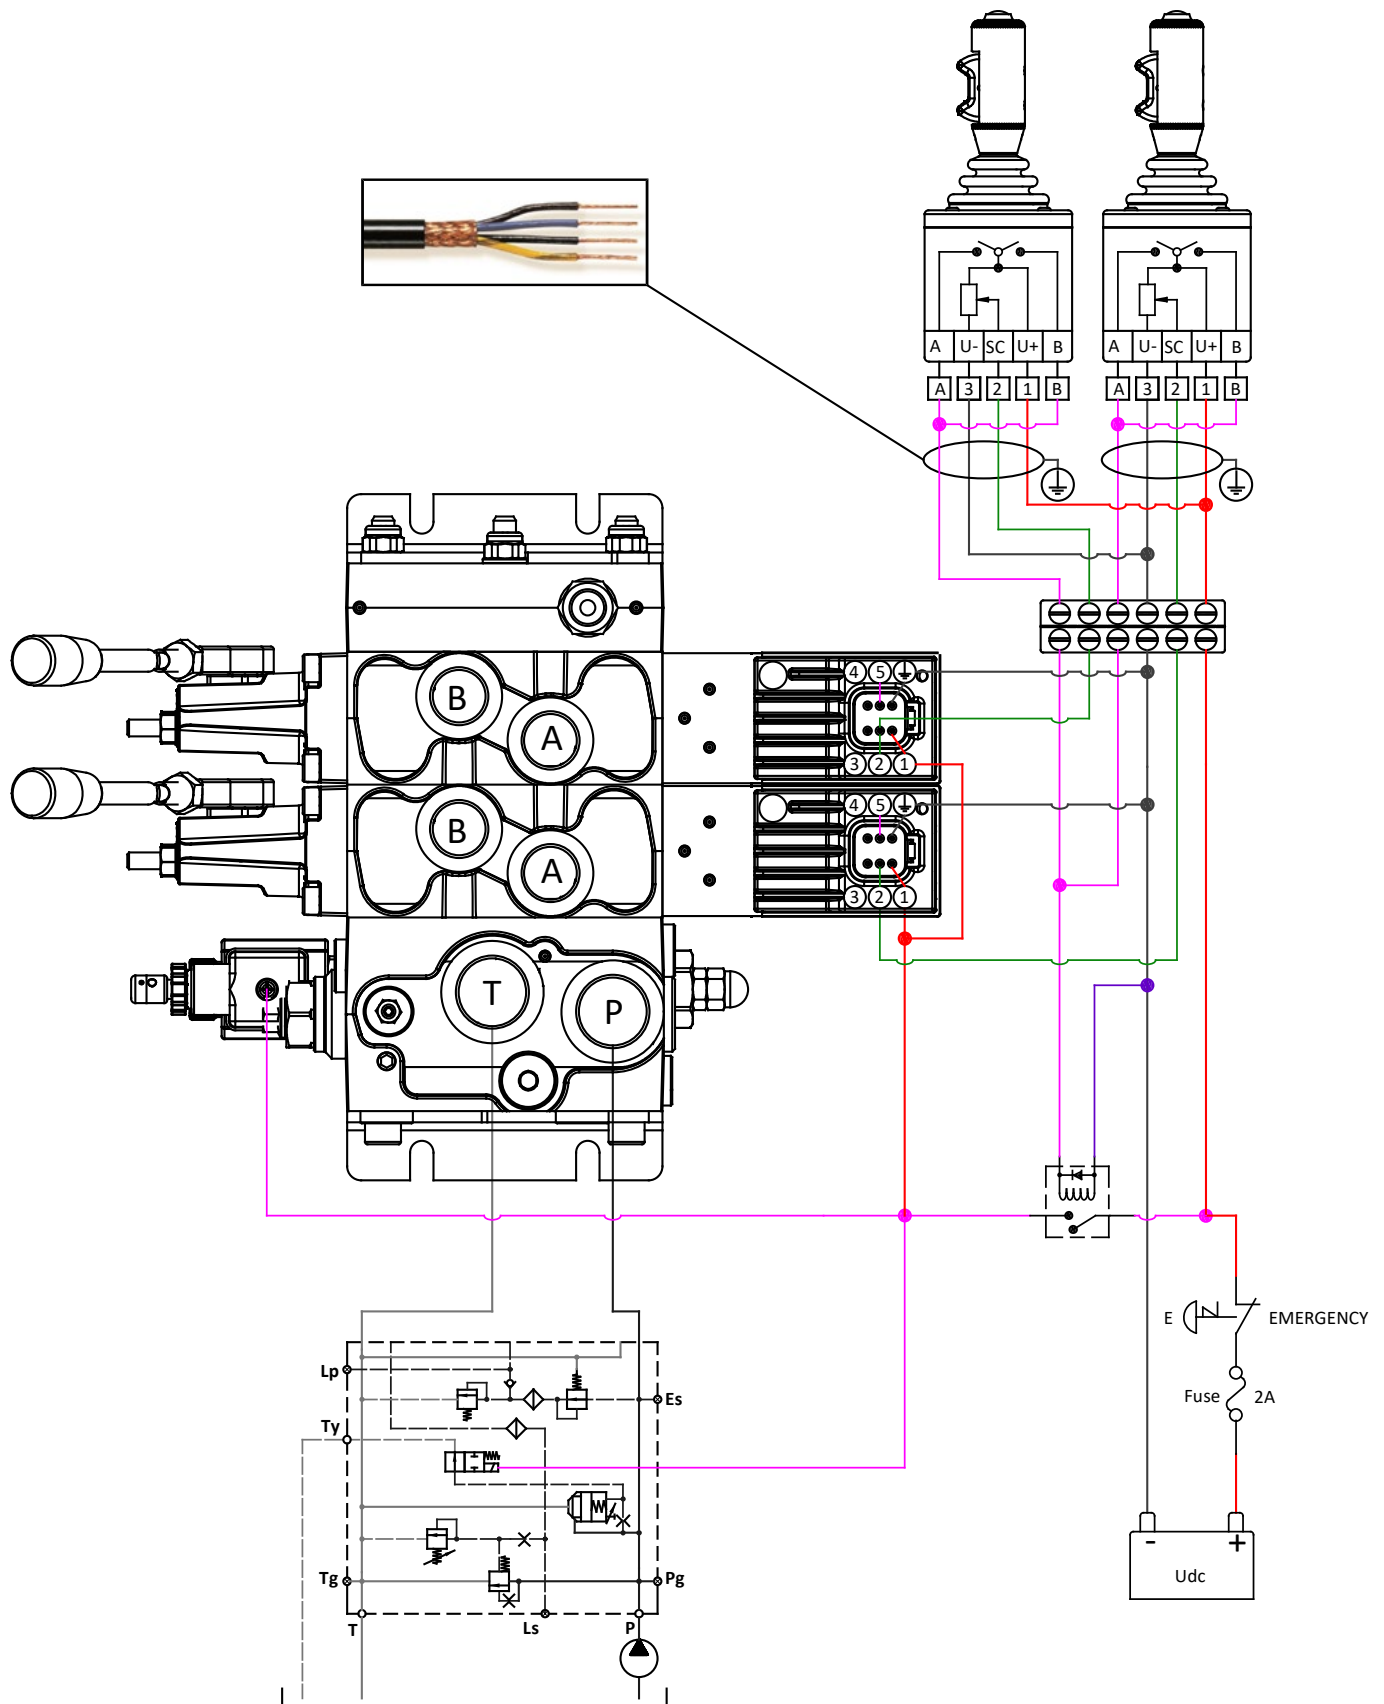 A U- SC U+ B
A U- SC U+ B
A 3 2 1 B
A 3 2 1 B
B
A
4 5
3 2 1
B
A
4 5
3 2 1
T
P
E
EMERGENCY
Fuse 2A
Lp
Es
Ty
Tg
Pg
T
Ls
P
- +
Udc